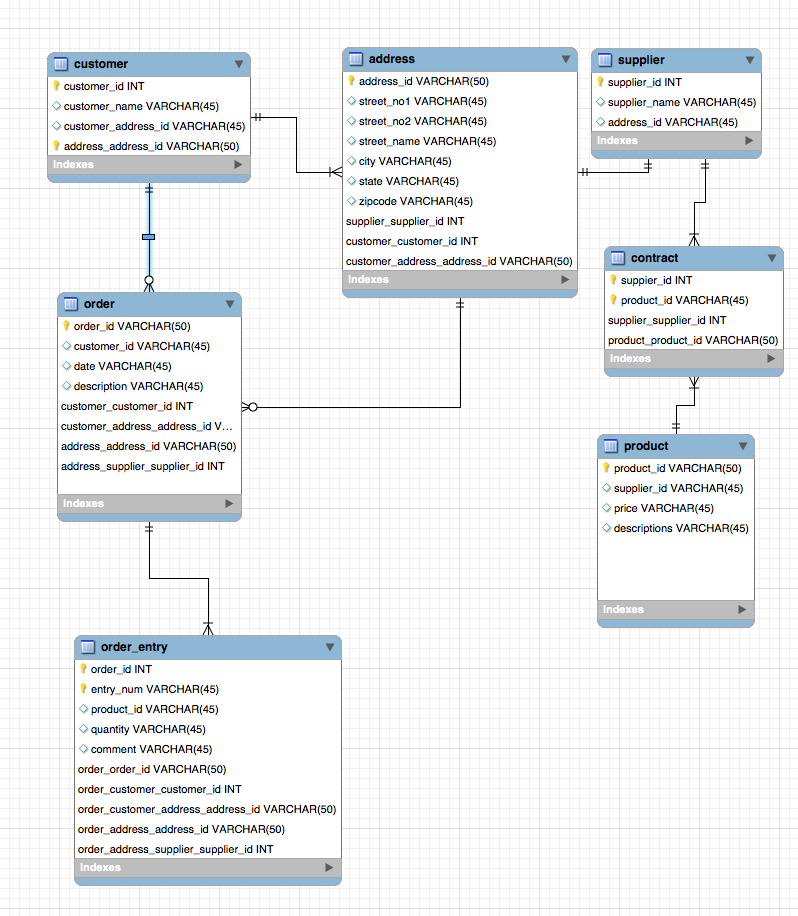 customer
customer_id INT
customer_name VARCHAR(45)
customer_address_id VARCHAR(45)
address_address_id VARCHAR(50)
Indexes
address
address_id VARCHAR(50)
street_no1 VARCHAR(45)
street_no2 VARCHAR(45)
street_name VARCHAR(45)
city VARCHAR(45)
state VARCHAR(45)
zipcode VARCHAR(45)
supplier_supplier_id INT
customer_customer_id INT
customer_address_address_id VARCHAR(50)
Indexes
supplier
supplier_id INT
supplier_name VARCHAR(45)
address_id VARCHAR(45)
Indexes
contract
suppier_id INT
product_id VARCHAR(45)
supplier_supplier_id INT
product_product_id VARCHAR(50)
Indexes
order
order_id VARCHAR(50)
customer_id VARCHAR(45)
date VARCHAR(45)
description VARCHAR(45)
customer_customer_id INT
customer_address_address_id V...
address_address_id VARCHAR(50)
address_supplier_supplier_id INT
Indexes
product
product_id VARCHAR(50)
supplier_id VARCHAR(45)
price VARCHAR(45)
descriptions VARCHAR(45)
Indexes
order_entry
order_id INT
entry_num VARCHAR(45)
product_id VARCHAR(45)
quantity VARCHAR(45)
comment VARCHAR(45)
order_order_id VARCHAR(50)
order_customer_customer_id INT
order_customer_address_address_id VARCHAR(50)
order_address_address_id VARCHAR(50)
order_address_supplier_supplier_id INT
Indexes